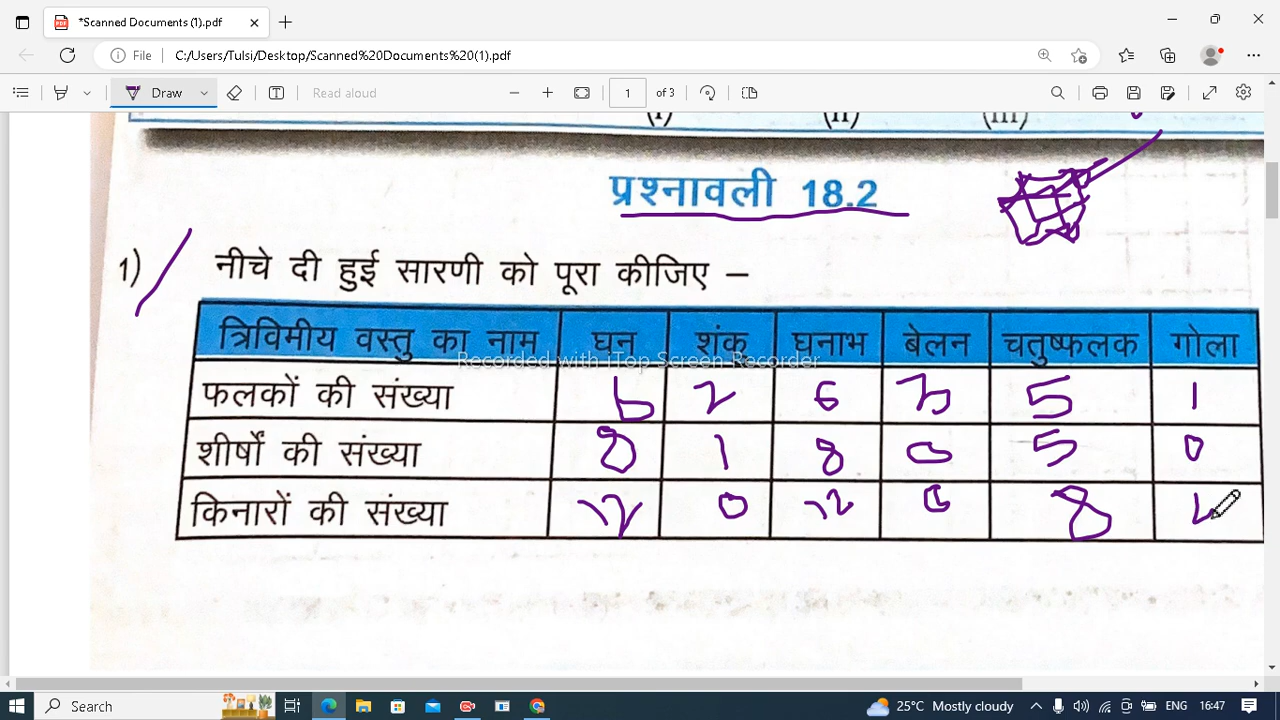 *Scanned Documents (1).pdf
File C:/Users/Tulsi/Desktop/Scanned%20Documents%20(1).pdf
Draw Read aloud 1 of 3
(i) (ii) (iii)
प्रश्नावली 18.2
1) नीचे दी हुई सारणी को पूरा कीजिए –
त्रिविमीय वस्तु का नाम घन शंकु घनाभ बेलन चतुष्फलक गोला
Recorded with iTop Screen Recorder
फलकों की संख्या 6 2 6 3 5 1
शीर्षों की संख्या 8 1 8 0 5 0
किनारों की संख्या 12 0 12 0 8
Search 25°C Mostly cloudy ENG 16:47